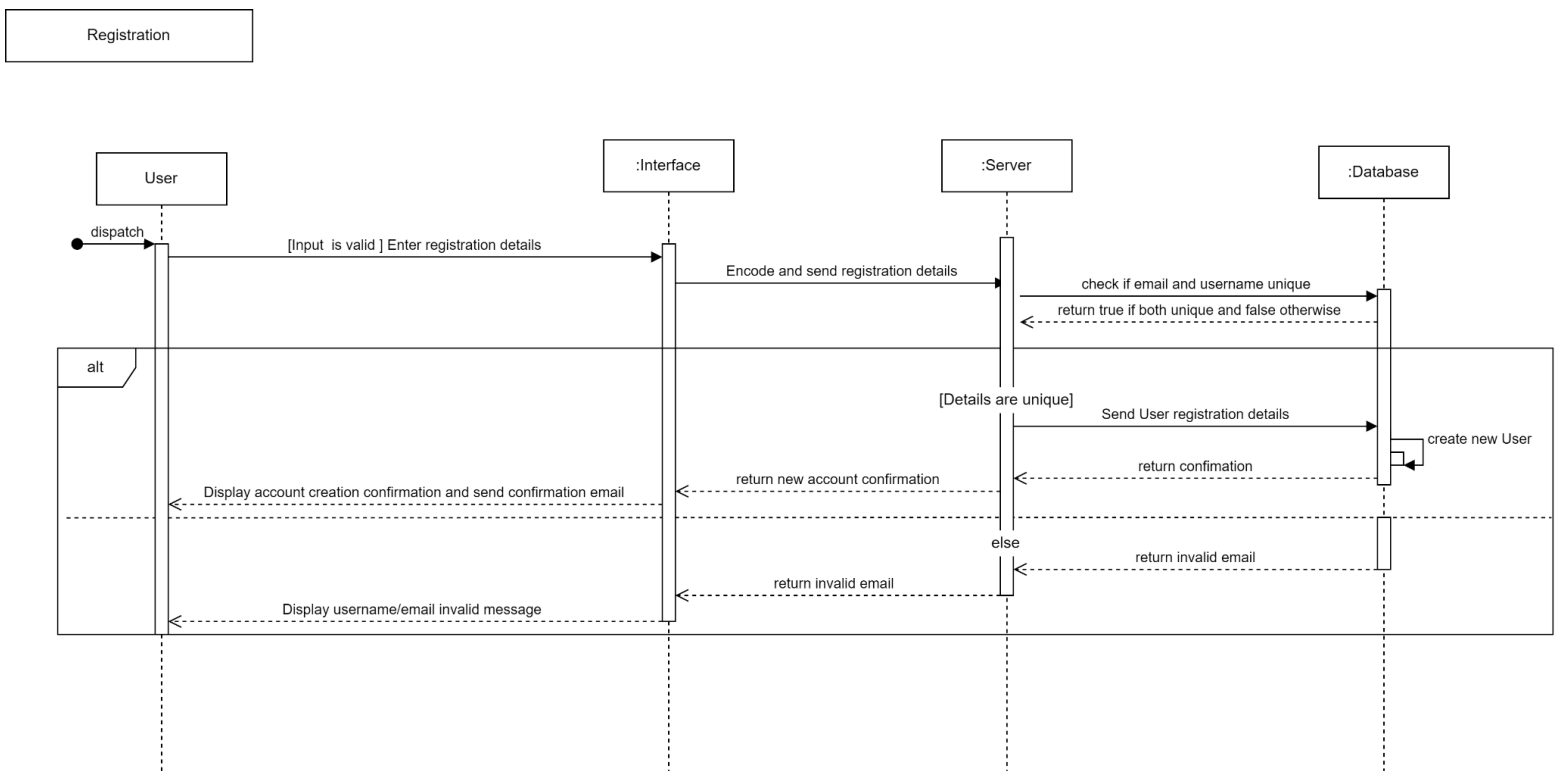 Registration
User
:Interface
:Server
:Database
dispatch
[Input  is valid ] Enter registration details
Encode and send registration details
check if email and username unique
return true if both unique and false otherwise
alt
[Details are unique]
Send User registration details
create new User
return confimation
return new account confirmation
Display account creation confirmation and send confirmation email
else
return invalid email
return invalid email
Display username/email invalid message